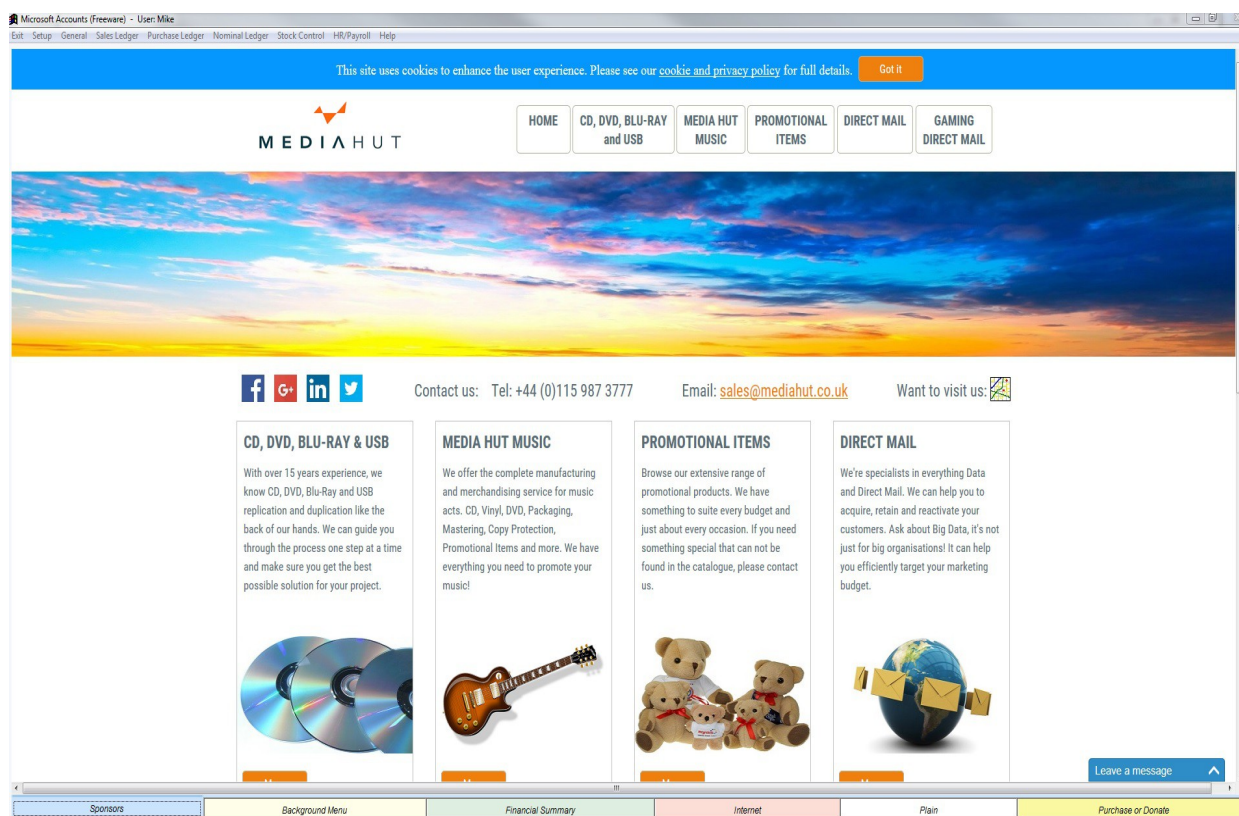 Microsoft Accounts (Freeware) - User: Mike
Exit Setup General Sales Ledger Purchase Ledger Nominal Ledger Stock Control HR/Payroll Help
This site uses cookies to enhance the user experience. Please see our cookie and privacy policy for full details. Got it
MEDIAHUT
HOME
CD, DVD, BLU-RAY
and USB
MEDIA HUT
MUSIC
PROMOTIONAL
ITEMS
DIRECT MAIL
GAMING
DIRECT MAIL
Contact us: Tel: +44 (0)115 987 3777 Email: sales@mediahut.co.uk Want to visit us:
CD, DVD, BLU-RAY & USB
With over 15 years experience, we
know CD, DVD, Blu-Ray and USB
replication and duplication like the
back of our hands. We can guide you
through the process one step at a time
and make sure you get the best
possible solution for your project.
MEDIA HUT MUSIC
We offer the complete manufacturing
and merchandising service for music
acts. CD, Vinyl, DVD, Packaging,
Mastering, Copy Protection,
Promotional Items and more. We have
everything you need to promote your
music!
PROMOTIONAL ITEMS
Browse our extensive range of
promotional products. We have
something to suite every budget and
just about every occasion. If you need
something special that can not be
found in the catalogue, please contact
us.
DIRECT MAIL
We're specialists in everything Data
and Direct Mail. We can help you to
acquire, retain and reactivate your
customers. Ask about Big Data, it's not
just for big organisations! It can help
you efficiently target your marketing
budget.
Leave a message
Sponsors Background Menu Financial Summary Internet Plain Purchase or Donate